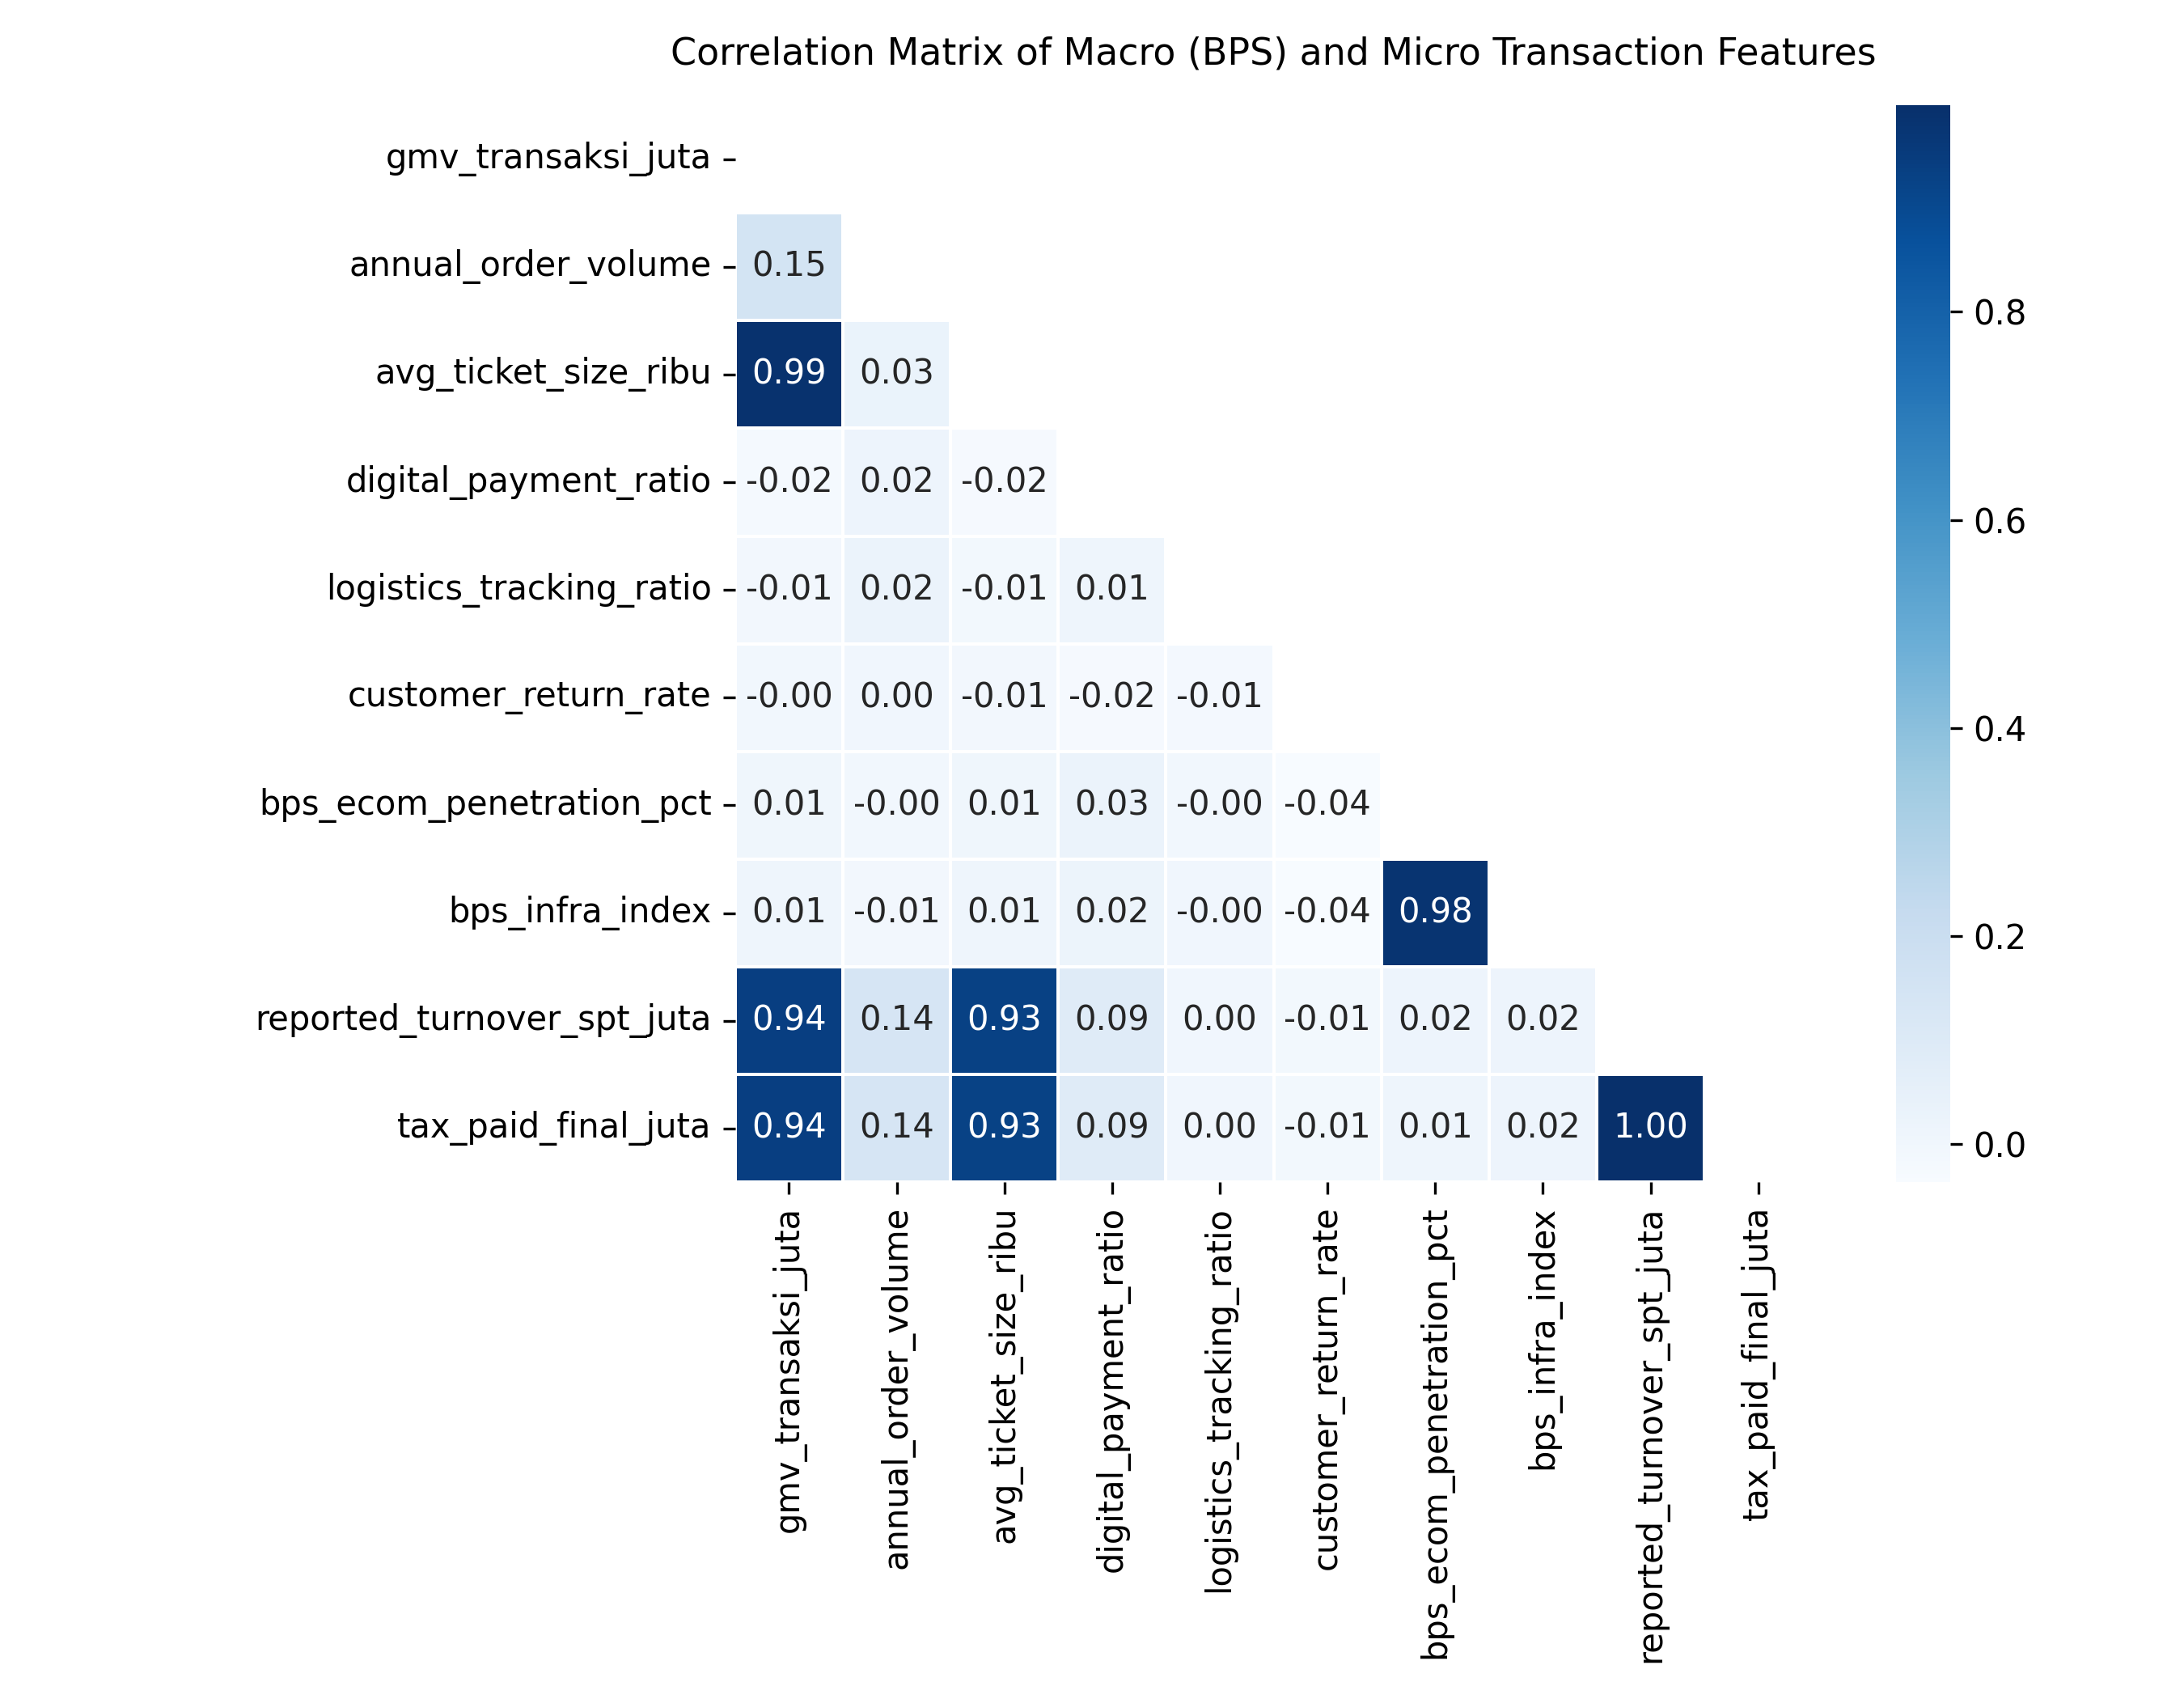 Correlation Matrix of Macro (BPS) and Micro Transaction Features
gmv_transaksi_juta
annual_order_volume 0.15
avg_ticket_size_ribu 0.99 0.03
digital_payment_ratio -0.02 0.02 -0.02
logistics_tracking_ratio -0.01 0.02 -0.01 0.01
customer_return_rate -0.00 0.00 -0.01 -0.02 -0.01
bps_ecom_penetration_pct 0.01 -0.00 0.01 0.03 -0.00 -0.04
bps_infra_index 0.01 -0.01 0.01 0.02 -0.00 -0.04 0.98
reported_turnover_spt_juta 0.94 0.14 0.93 0.09 0.00 -0.01 0.02 0.02
tax_paid_final_juta 0.94 0.14 0.93 0.09 0.00 -0.01 0.01 0.02 1.00
gmv_transaksi_juta
annual_order_volume
avg_ticket_size_ribu
digital_payment_ratio
logistics_tracking_ratio
customer_return_rate
bps_ecom_penetration_pct
bps_infra_index
reported_turnover_spt_juta
tax_paid_final_juta
0.8
0.6
0.4
0.2
0.0